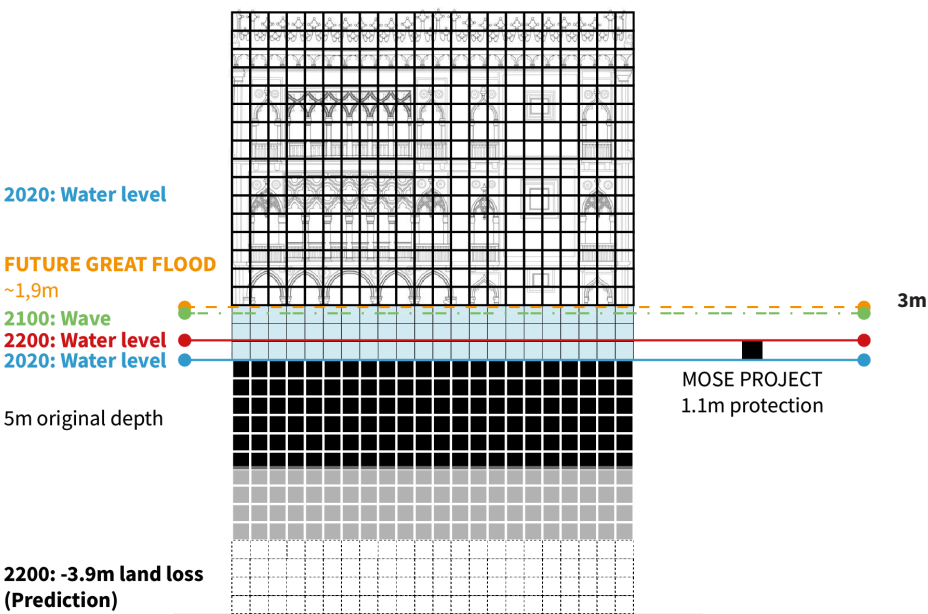 2020: Water level
FUTURE GREAT FLOOD
~1,9m
3m
2100: Wave
2200: Water level
2020: Water level
MOSE PROJECT
1.1m protection
5m original depth
2200: -3.9m land loss
(Prediction)